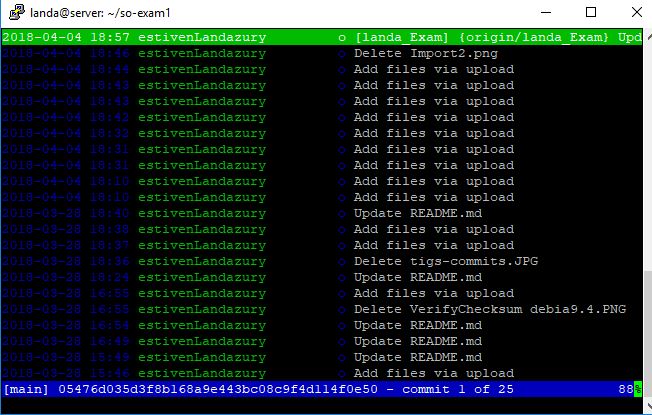 landa@server: ~/so-exam1
2018-04-04 18:57 estivenLandazury o [landa_Exam] {origin/landa_Exam} Upd
2018-04-04 18:46 estivenLandazury o Delete Import2.png
2018-04-04 18:44 estivenLandazury o Add files via upload
2018-04-04 18:43 estivenLandazury o Add files via upload
2018-04-04 18:43 estivenLandazury o Add files via upload
2018-04-04 18:42 estivenLandazury o Add files via upload
2018-04-04 18:32 estivenLandazury o Add files via upload
2018-04-04 18:31 estivenLandazury o Add files via upload
2018-04-04 18:31 estivenLandazury o Add files via upload
2018-04-04 18:10 estivenLandazury o Add files via upload
2018-04-04 18:10 estivenLandazury o Add files via upload
2018-03-28 18:40 estivenLandazury o Update README.md
2018-03-28 18:38 estivenLandazury o Add files via upload
2018-03-28 18:37 estivenLandazury o Add files via upload
2018-03-28 18:36 estivenLandazury o Delete tigs-commits.JPG
2018-03-28 18:24 estivenLandazury o Update README.md
2018-03-28 16:55 estivenLandazury o Add files via upload
2018-03-28 16:55 estivenLandazury o Delete VerifyChecksum debia9.4.PNG
2018-03-28 16:54 estivenLandazury o Update README.md
2018-03-28 15:49 estivenLandazury o Update README.md
2018-03-28 15:48 estivenLandazury o Update README.md
2018-03-28 15:46 estivenLandazury o Add files via upload
[main] 05476d035d3f8b168a9e443bc08c9f4d114f0e50 - commit 1 of 25 88%